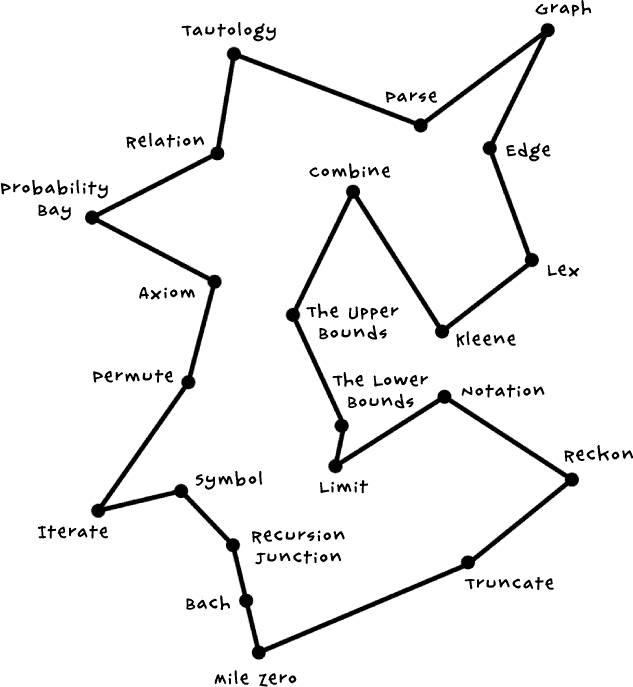 Graph
Tautology
Parse
Relation
Edge
Combine
Probability
Bay
Lex
Axiom
The Upper
Bounds
Kleene
Permute
The Lower
Bounds
Notation
Reckon
Symbol
Limit
Iterate
Recursion
Junction
Truncate
Bach
Mile Zero